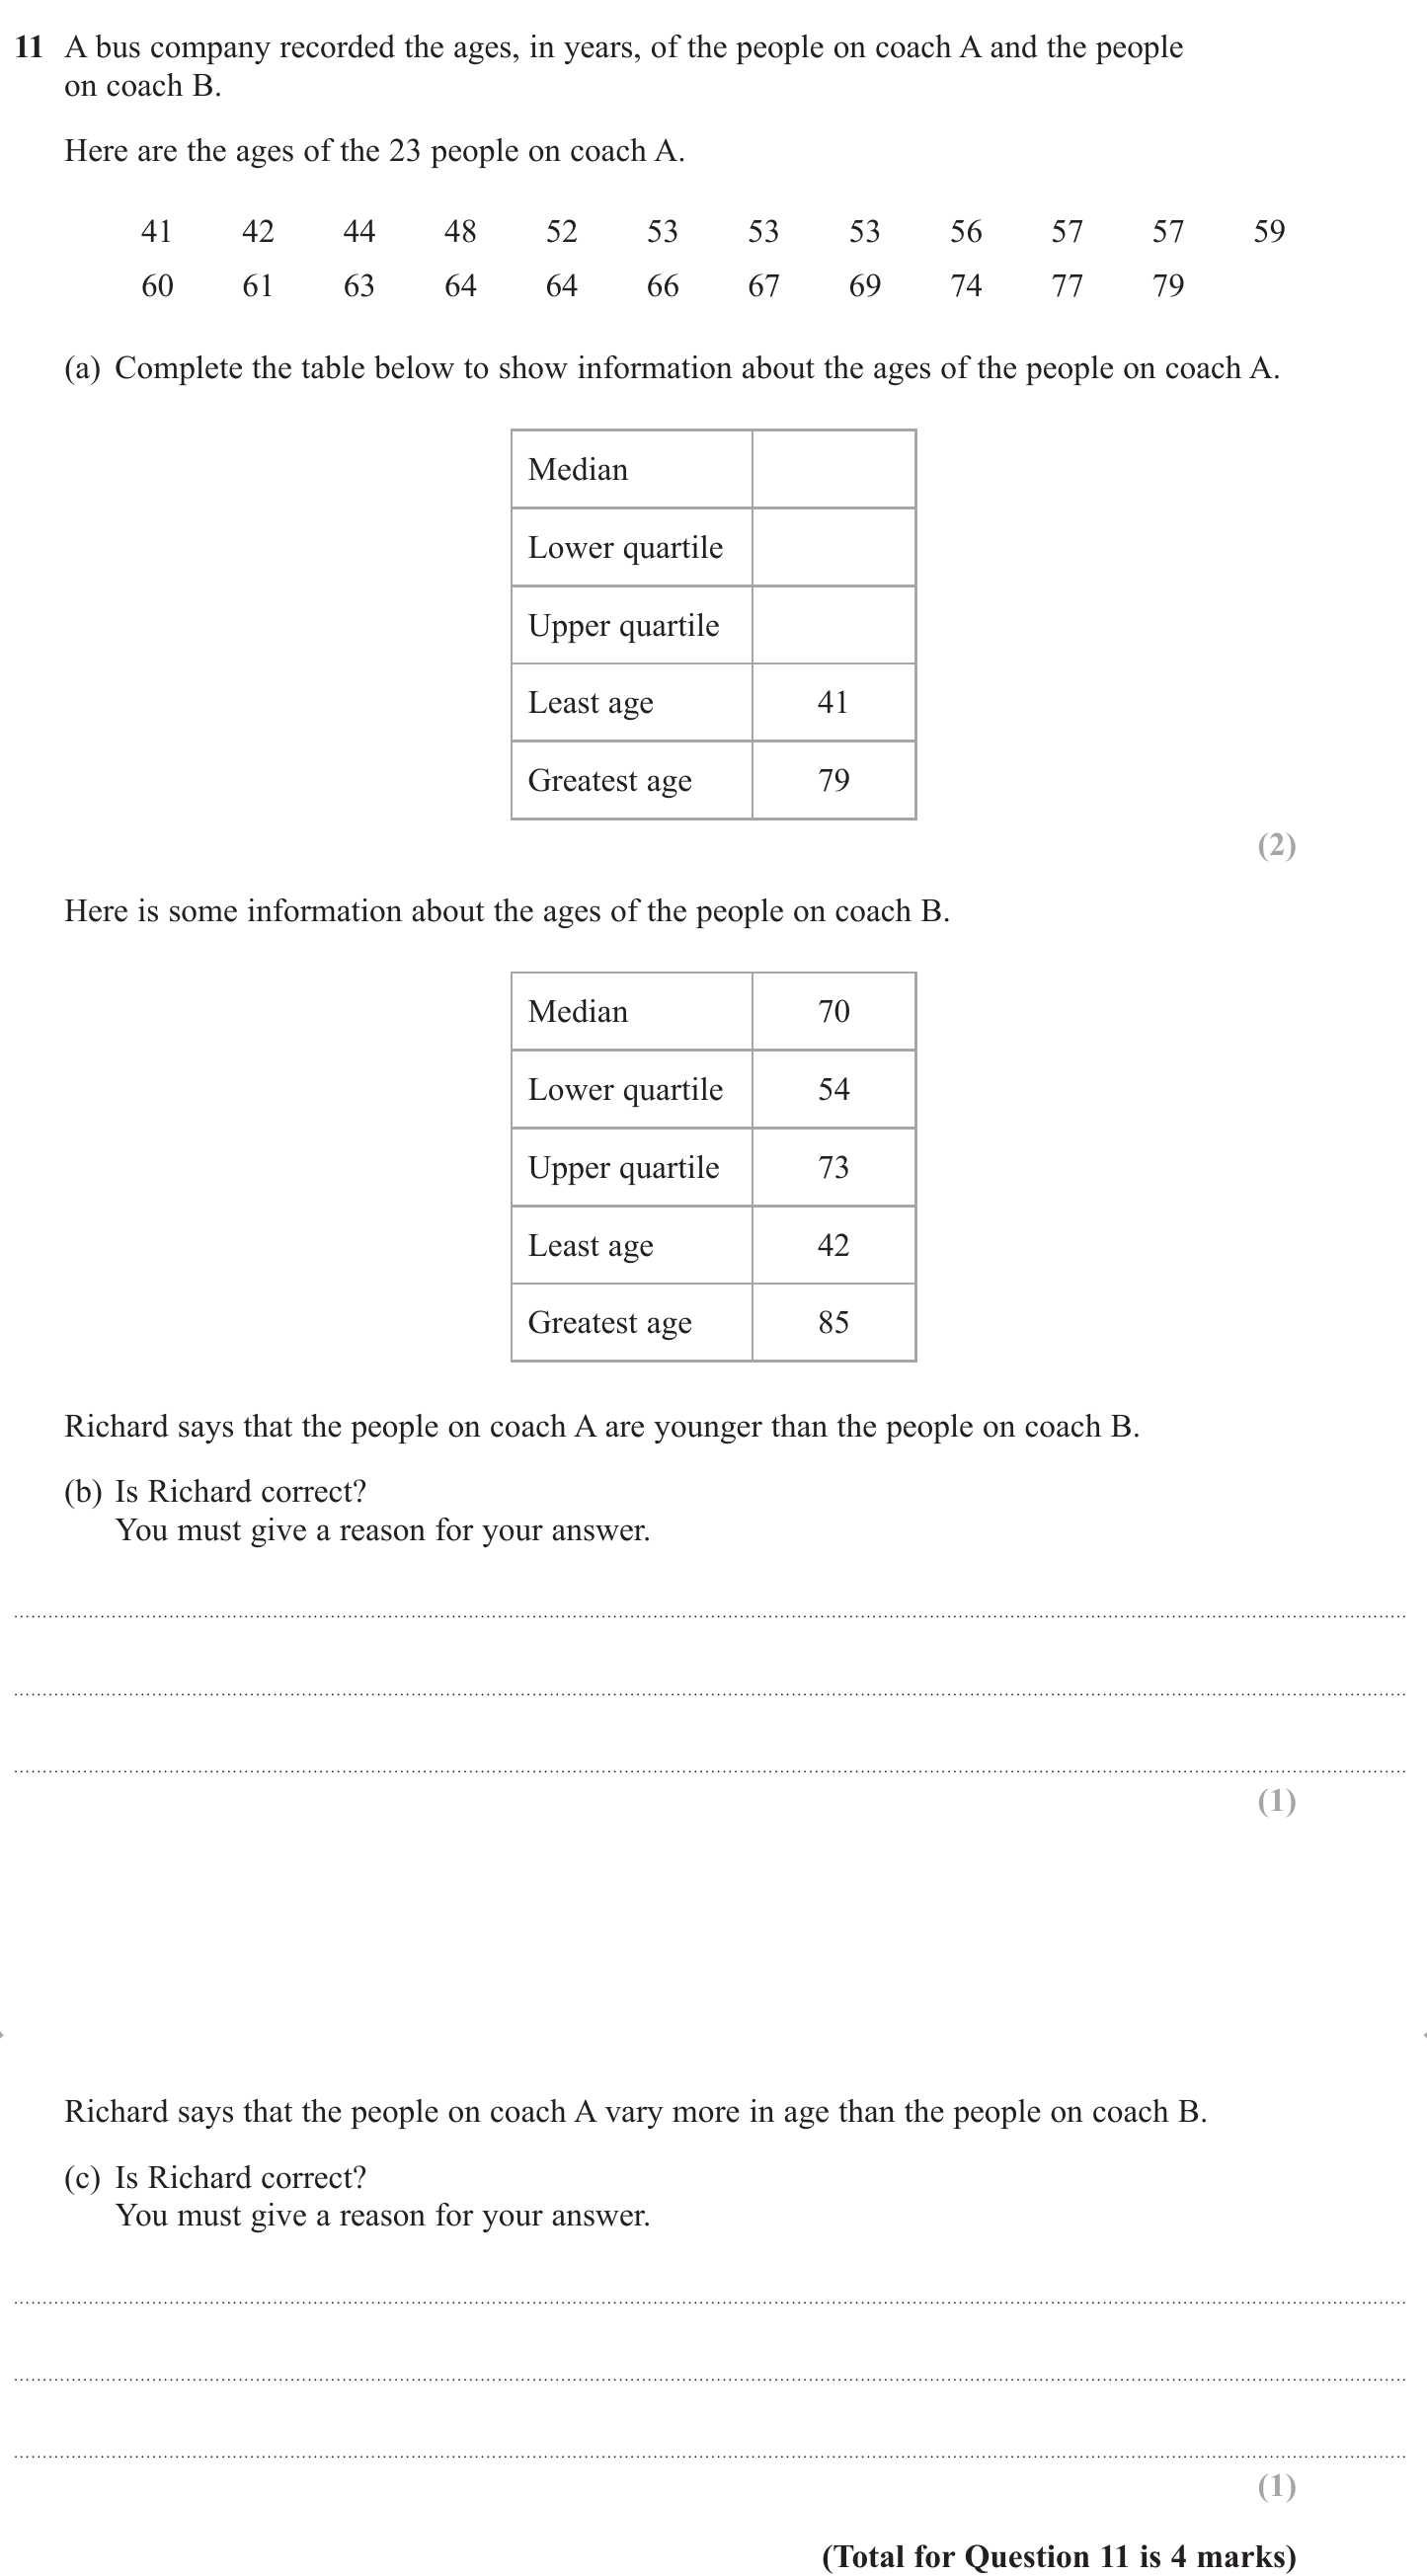 11 A bus company recorded the ages, in years, of the people on coach A and the people
on coach B.
Here are the ages of the 23 people on coach A.
41 42 44 48 52 53 53 53 56 57 57 59
60 61 63 64 64 66 67 69 74 77 79
(a) Complete the table below to show information about the ages of the people on coach A.
Median
Lower quartile
Upper quartile
Least age 41
Greatest age 79
(2)
Here is some information about the ages of the people on coach B.
Median 70
Lower quartile 54
Upper quartile 73
Least age 42
Greatest age 85
Richard says that the people on coach A are younger than the people on coach B.
(b) Is Richard correct?
You must give a reason for your answer.
(1)
Richard says that the people on coach A vary more in age than the people on coach B.
(c) Is Richard correct?
You must give a reason for your answer.
(1)
(Total for Question 11 is 4 marks)